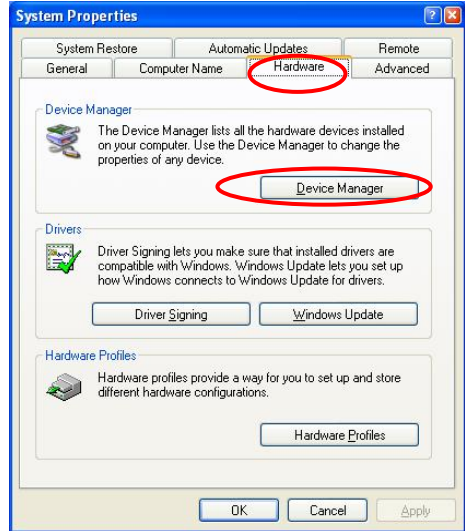 System Properties
System Restore
Automatic Updates
Remote
General
Computer Name
Hardware
Advanced
Device Manager
The Device Manager lists all the hardware devices installed
on your computer. Use the Device Manager to change the
properties of any device.
Device Manager
Drivers
Driver Signing lets you make sure that installed drivers are
compatible with Windows. Windows Update lets you set up
how Windows connects to Windows Update for drivers.
Driver Signing
Windows Update
Hardware Profiles
Hardware profiles provide a way for you to set up and store
different hardware configurations.
Hardware Profiles
OK
Cancel
Apply